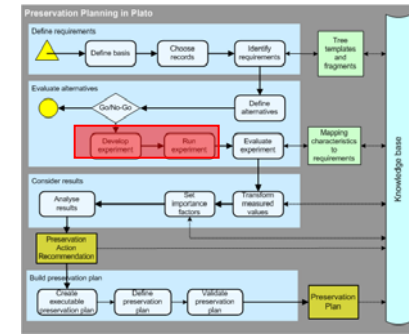 Preservation Planning in Plato
Define requirements
Define basis
Choose
records
Identify
requirements
Tree
templates
and
fragments
Evaluate alternatives
Go/No-Go
Define
alternatives
Develop
experiment
Run
experiment
Evaluate
experiment
Mapping
characteristics
to
requirements
Knowledge base
Consider results
Analyse
results
Set
importance
factors
Transform
measured
values
Preservation
Action
Recommendation
Build preservation plan
Create
executable
preservation plan
Define
preservation
plan
Validate
preservation
plan
Preservation
Plan